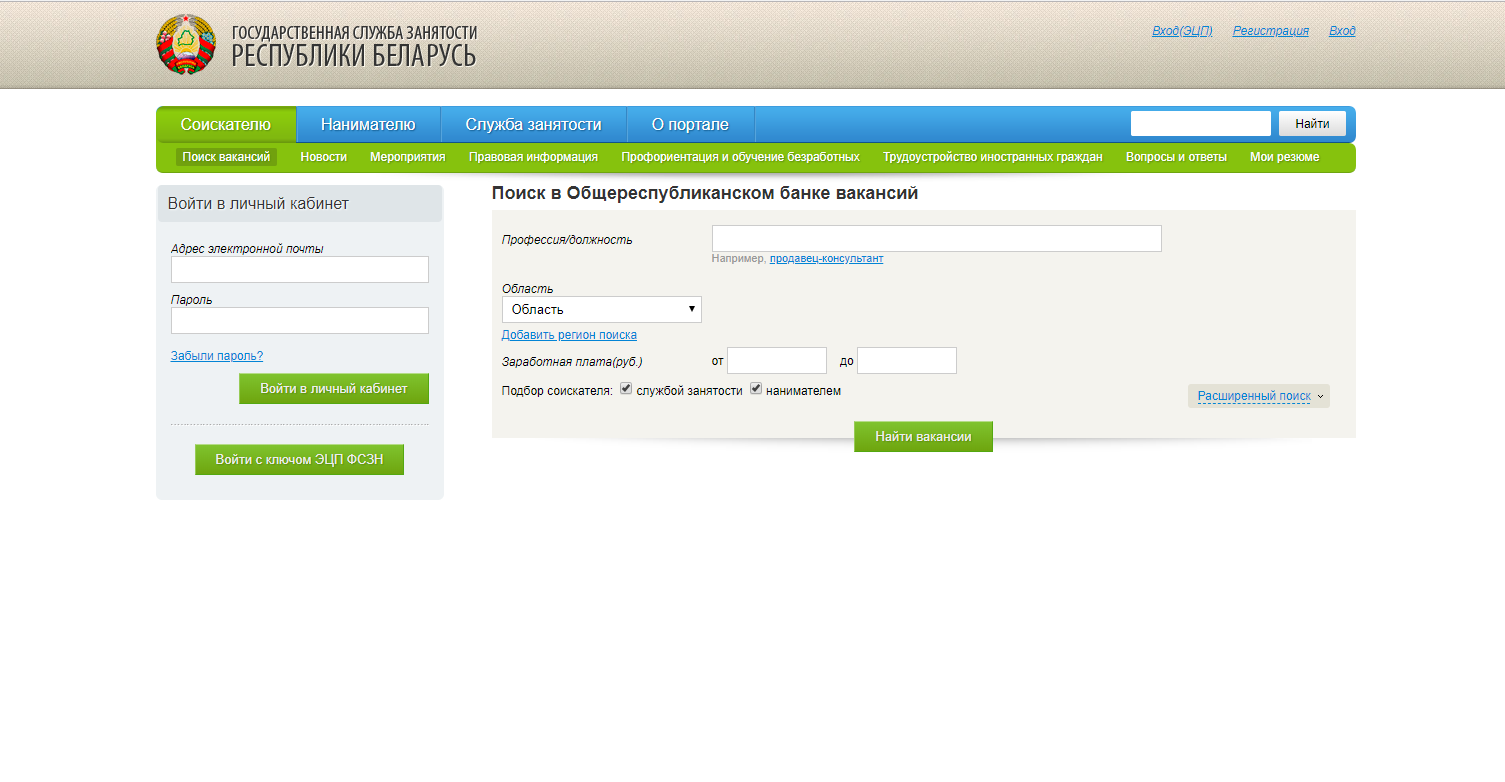 ГОСУДАРСТВЕННАЯ СЛУЖБА ЗАНЯТОСТИ
РЕСПУБЛИКИ БЕЛАРУСЬ
Вход(ЭЦП) Регистрация Вход
Соискателю Нанимателю Служба занятости О портале Найти
Поиск вакансий Новости Мероприятия Правовая информация Профориентация и обучение безработных Трудоустройство иностранных граждан Вопросы и ответы Мои резюме
Войти в личный кабинет
Адрес электронной почты
Пароль
Забыли пароль?
Войти в личный кабинет
Войти с ключом ЭЦП ФСЗН
Поиск в Общереспубликанском банке вакансий
Профессия/должность
Например, продавец-консультант
Область
Область
Добавить регион поиска
Заработная плата(руб.) от до
Подбор соискателя: службой занятости нанимателем
Расширенный поиск
Найти вакансии